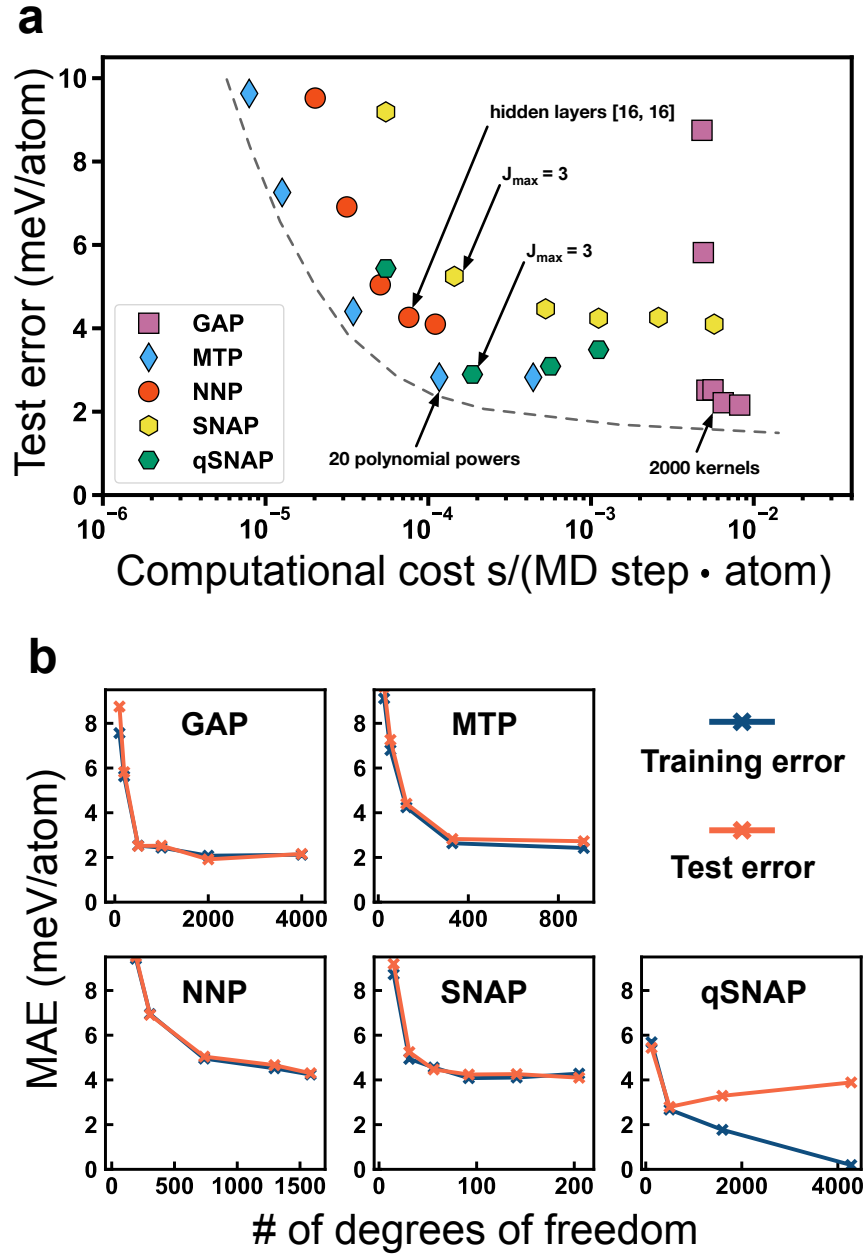 a
Test error (meV/atom)
10
8
6
4
2
0
hidden layers [16, 16]
Jmax = 3
Jmax = 3
GAP
MTP
NNP
SNAP
qSNAP
20 polynomial powers
2000 kernels
10−6
10−5
10−4
10−3
10−2
Computational cost s/(MD step · atom)
b
MAE (meV/atom)
GAP
8
6
4
2
0
0
2000
4000
MTP
8
6
4
2
0
0
400
800
Training error
Test error
NNP
8
6
4
2
0
0
500
1000
1500
SNAP
8
6
4
2
0
0
100
200
qSNAP
8
6
4
2
0
0
2000
4000
# of degrees of freedom